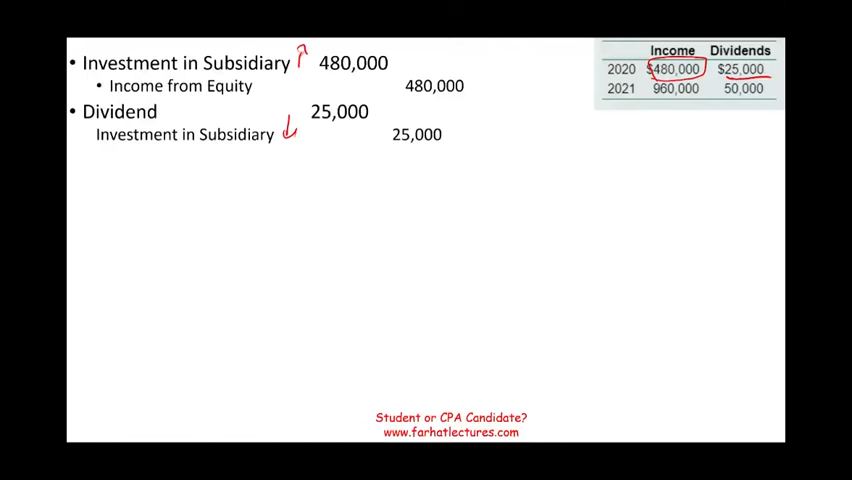 • Investment in Subsidiary 480,000
• Income from Equity 480,000
• Dividend 25,000
Investment in Subsidiary 25,000
Income Dividends
2020 $480,000 $25,000
2021 960,000 50,000
Student or CPA Candidate?
www.farhatlectures.com